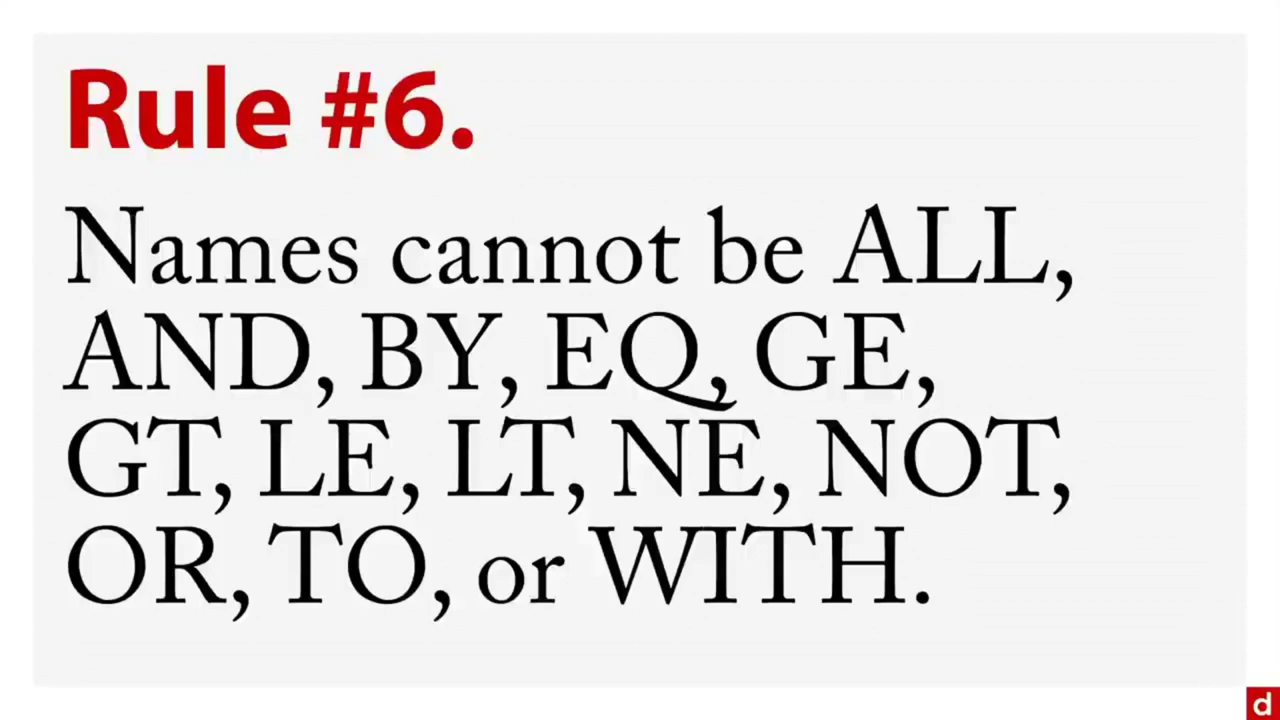 Rule #6.
Names cannot be ALL,
AND, BY, EQ, GE,
GT, LE, LT, NE, NOT,
OR, TO, or WITH.
d